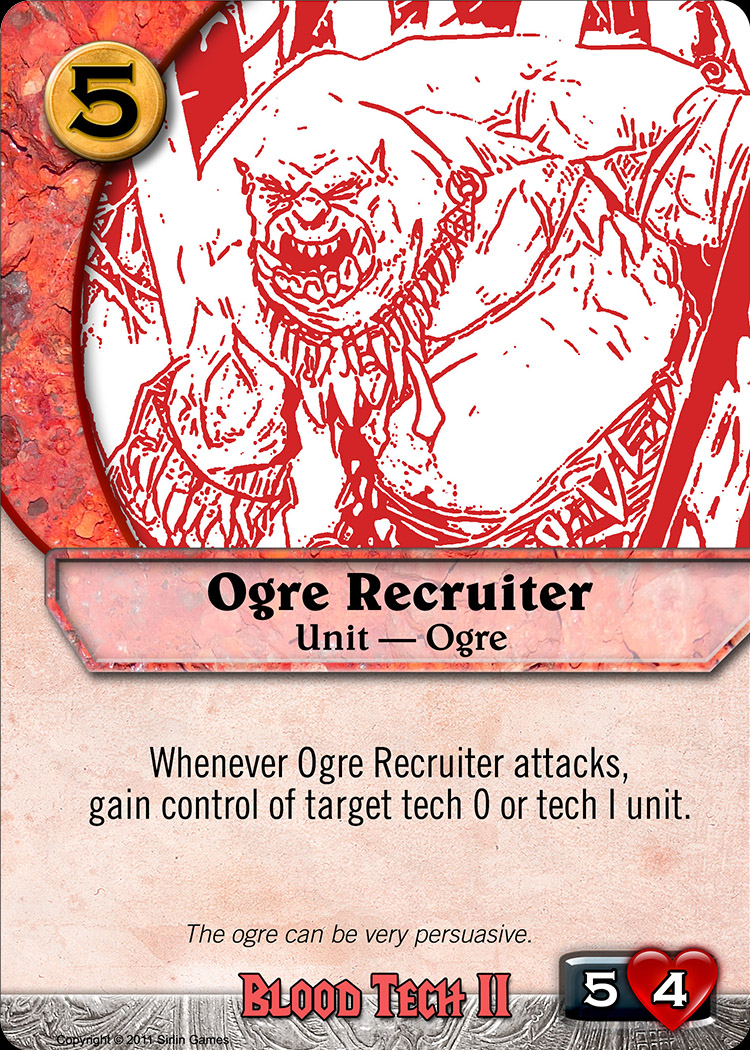 5
Ogre Recruiter
Unit — Ogre
Whenever Ogre Recruiter attacks,
gain control of target tech 0 or tech I unit.
The ogre can be very persuasive.
Blood Tech II
5 4
Copyright © 2011 Sirlin Games